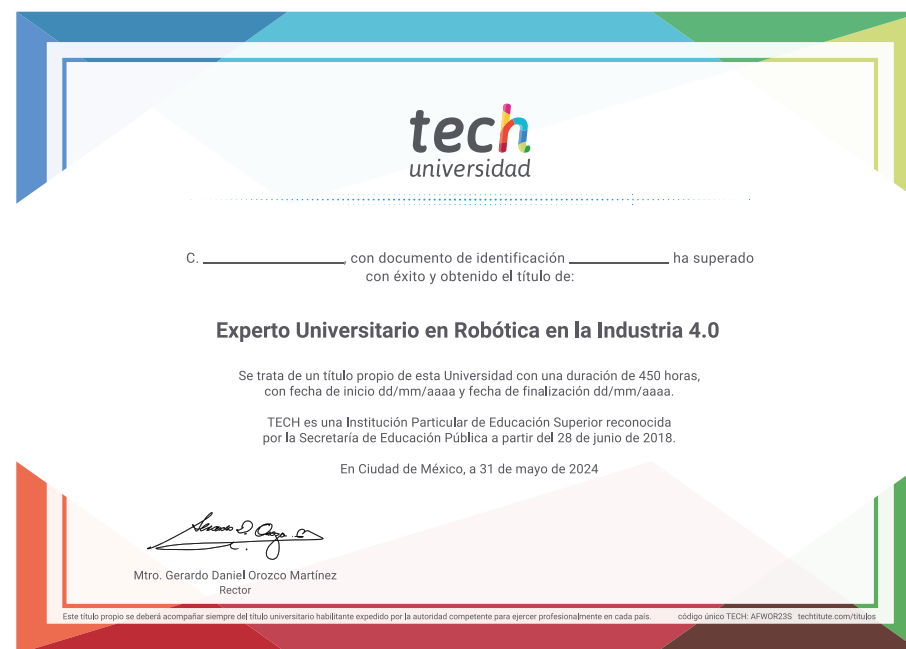 tech
universidad
C. ____________, con documento de identificación ____________ ha superado
con éxito y obtenido el título de:
Experto Universitario en Robótica en la Industria 4.0
Se trata de un título propio de esta Universidad con una duración de 450 horas,
con fecha de inicio dd/mm/aaaa y fecha de finalización dd/mm/aaaa.
TECH es una Institución Particular de Educación Superior reconocida
por la Secretaría de Educación Pública a partir del 28 de junio de 2018.
En Ciudad de México, a 31 de mayo de 2024
Mtro. Gerardo Daniel Orozco Martínez
Rector
Este título propio se deberá acompañar siempre del título universitario habilitante expedido por la autoridad competente para ejercer profesionalmente en cada país. código único TECH: AFWOR23S techtitute.com/titulos